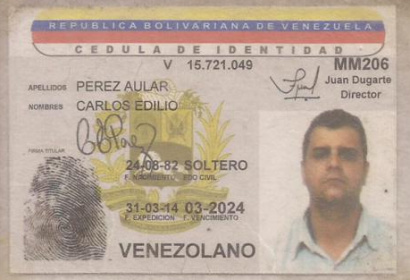 REPUBLICA BOLIVARIANA DE VENEZUELA
CEDULA DE IDENTIDAD
V 15.721.049 MM206
Juan Dugarte
Director
APELLIDOS PEREZ AULAR
NOMBRES CARLOS EDILIO
FIRMA TITULAR
24-08-82 SOLTERO
F. NACIMIENTO EDO CIVIL
31-03-14 03-2024
F. EXPEDICION F. VENCIMIENTO
VENEZOLANO